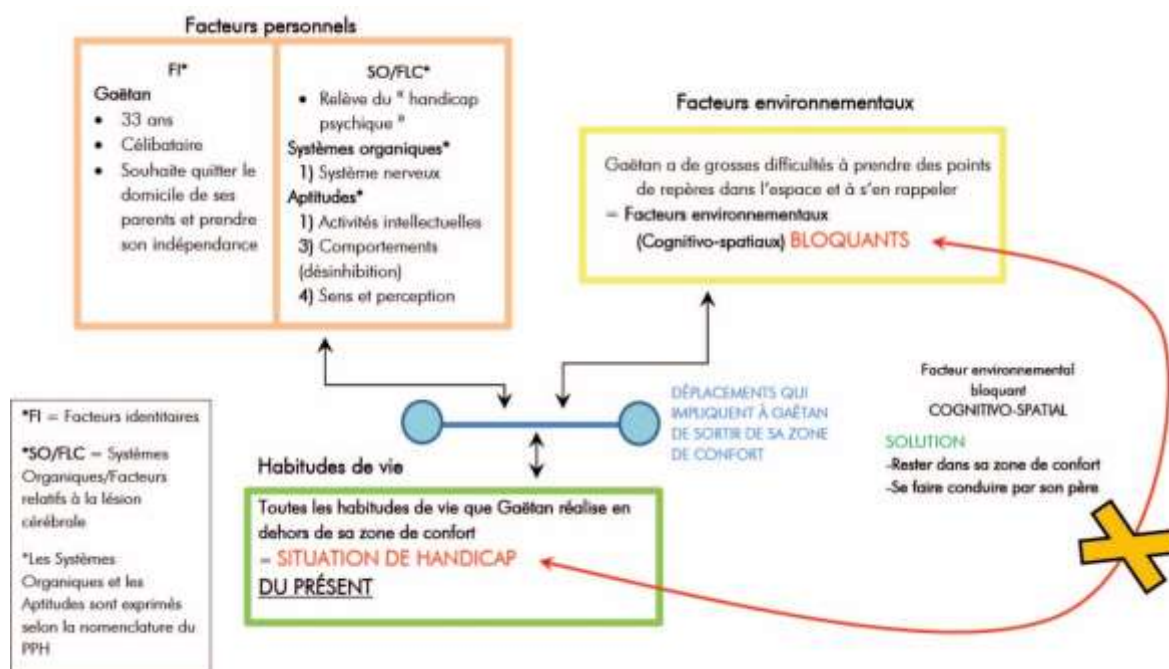 Facteurs personnels
FI*
Gaëtan
• 33 ans
• Célibataire
• Souhaite quitter le
domicile de ses
parents et prendre
son indépendance
SO/FLC*
• Relève du " handicap
psychique "
Systèmes organiques*
1) Système nerveux
Aptitudes*
1) Activités intellectuelles
3) Comportements
(désinhibition)
4) Sens et perception
Facteurs environnementaux
Gaëtan a de grosses difficultés à prendre des points
de repères dans l'espace et à s'en rappeler
= Facteurs environnementaux
(Cognitivo-spatiaux) BLOQUANTS
DÉPLACEMENTS QUI
IMPLIQUENT À GAËTAN
DE SORTIR DE SA ZONE
DE CONFORT
Facteur environnemental
bloquant
COGNITIVO-SPATIAL
SOLUTION
-Rester dans sa zone de confort
-Se faire conduire par son père
Habitudes de vie
Toutes les habitudes de vie que Gaëtan réalise en
dehors de sa zone de confort
= SITUATION DE HANDICAP
DU PRÉSENT
*FI = Facteurs identitaires
*SO/FLC = Systèmes
Organiques/Facteurs
relatifs à la lésion
cérébrale
*Les Systèmes
Organiques et les
Aptitudes sont exprimés
selon la nomenclature du
PPH